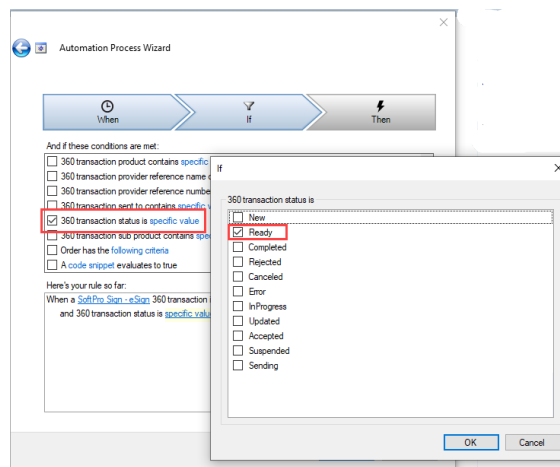 Automation Process Wizard
When
If
Then
And if these conditions are met:
360 transaction product contains specific
360 transaction provider reference name
360 transaction provider reference numbe
360 transaction sent to contains specific v
360 transaction status is specific value
360 transaction sub product contains spe
Order has the following criteria
A code snippet evaluates to true
Here's your rule so far:
When a SoftPro Sign - eSign 360 transaction i
and 360 transaction status is specific valu
If
360 transaction status is
New
Ready
Completed
Rejected
Canceled
Error
InProgress
Updated
Accepted
Suspended
Sending
OK
Cancel